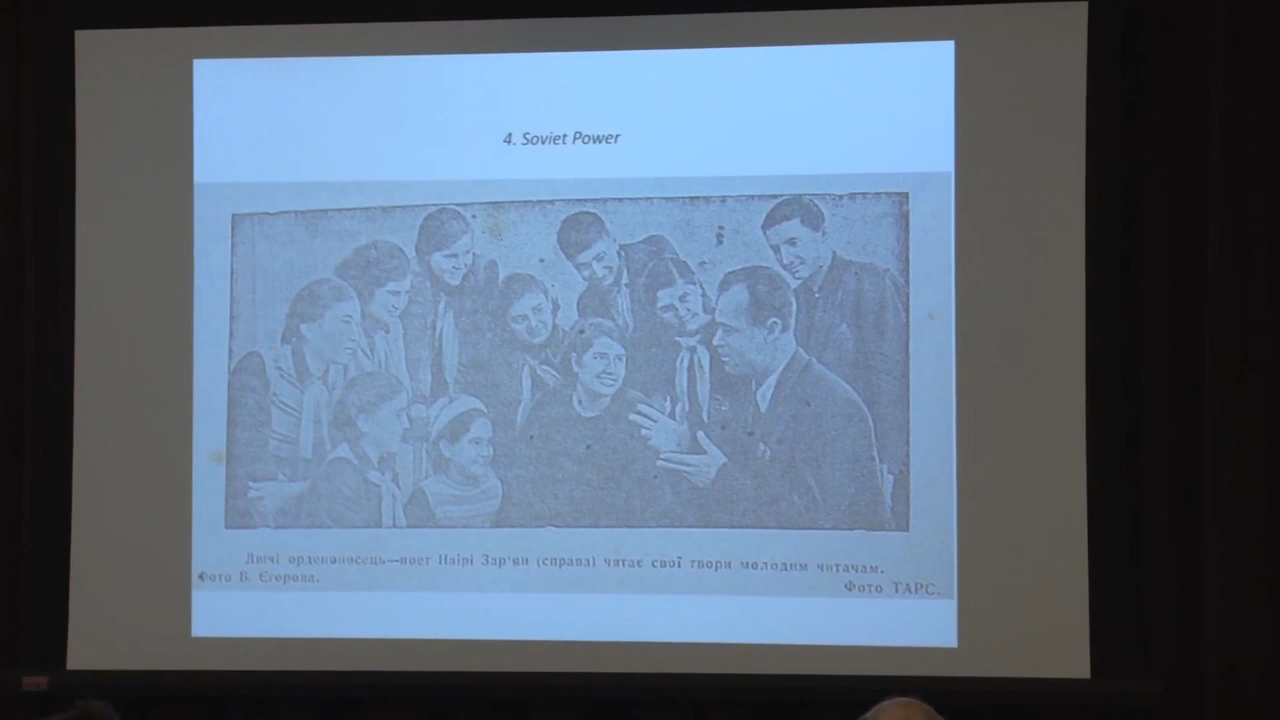 4. Soviet Power
Двічі орденоносець—поет Наірі Зар'ян (справа) читає свої твори молодим читачам.
Фото В. Єгорова.
Фото ТАРС.